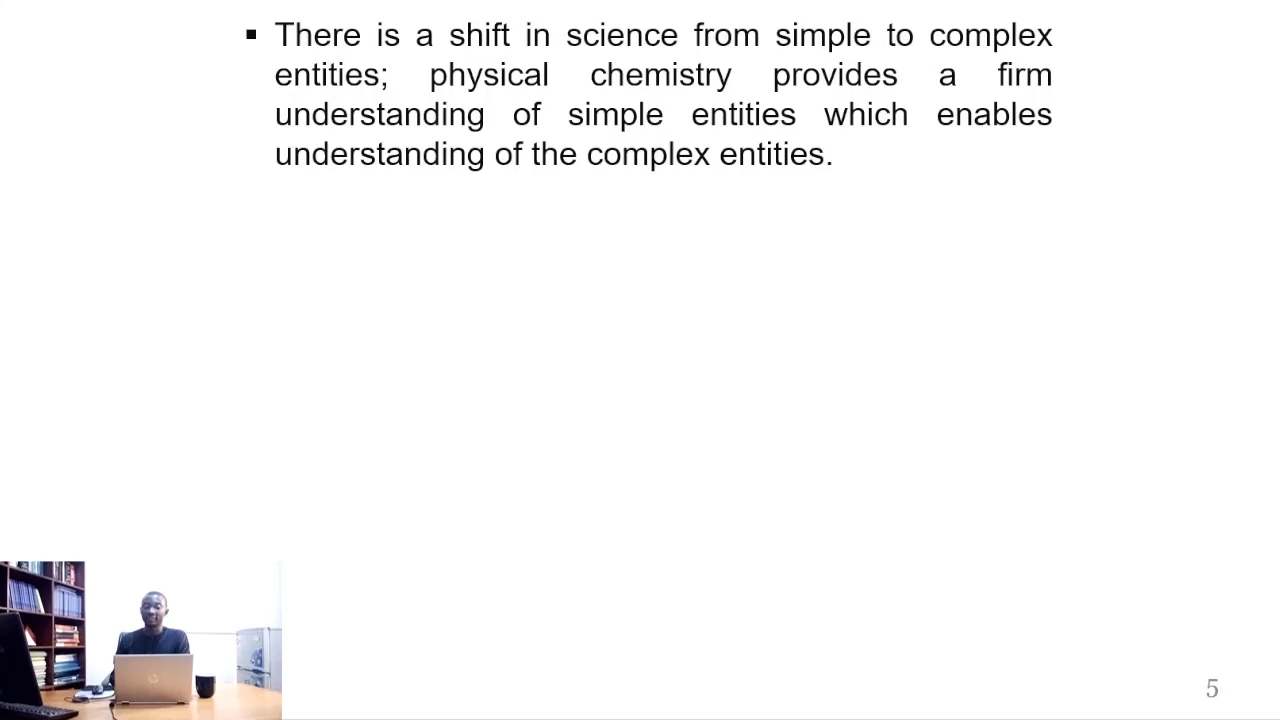 ▪ There is a shift in science from simple to complex
entities; physical chemistry provides a firm
understanding of simple entities which enables
understanding of the complex entities.
5